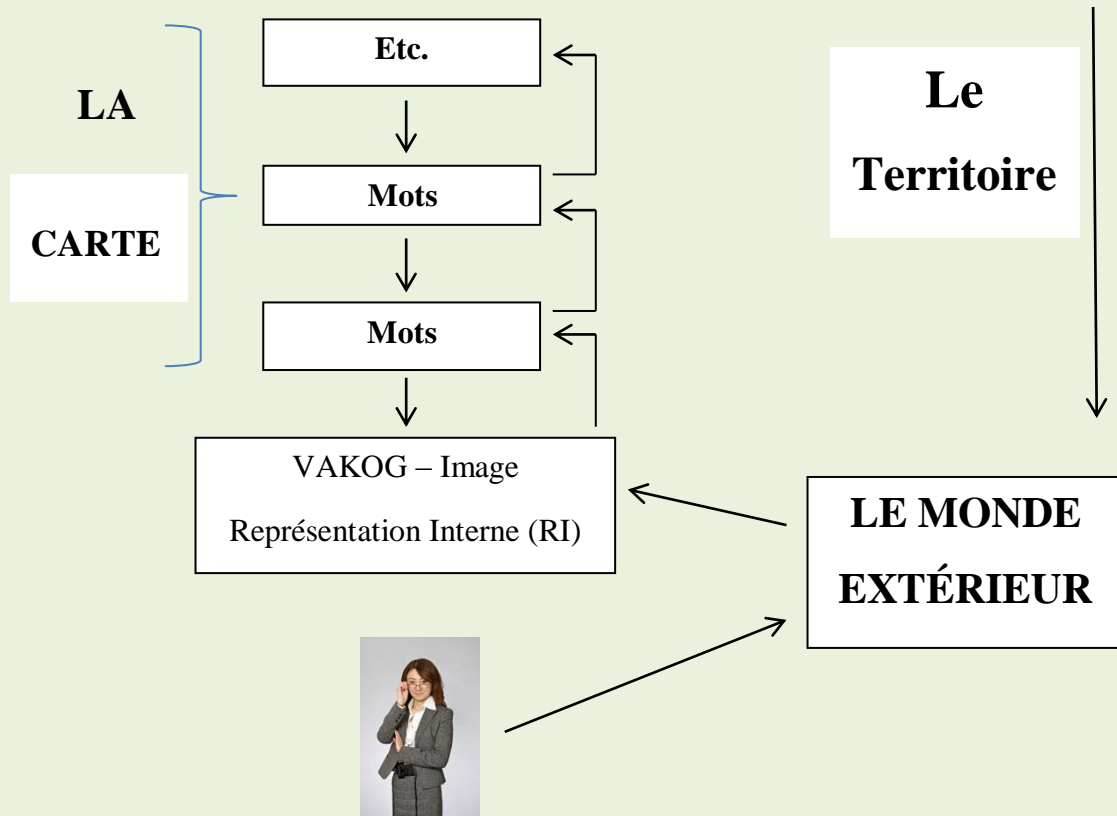 Etc.
LA
CARTE
Mots
Mots
VAKOG – Image
Représentation Interne (RI)
Le
Territoire
LE MONDE
EXTÉRIEUR